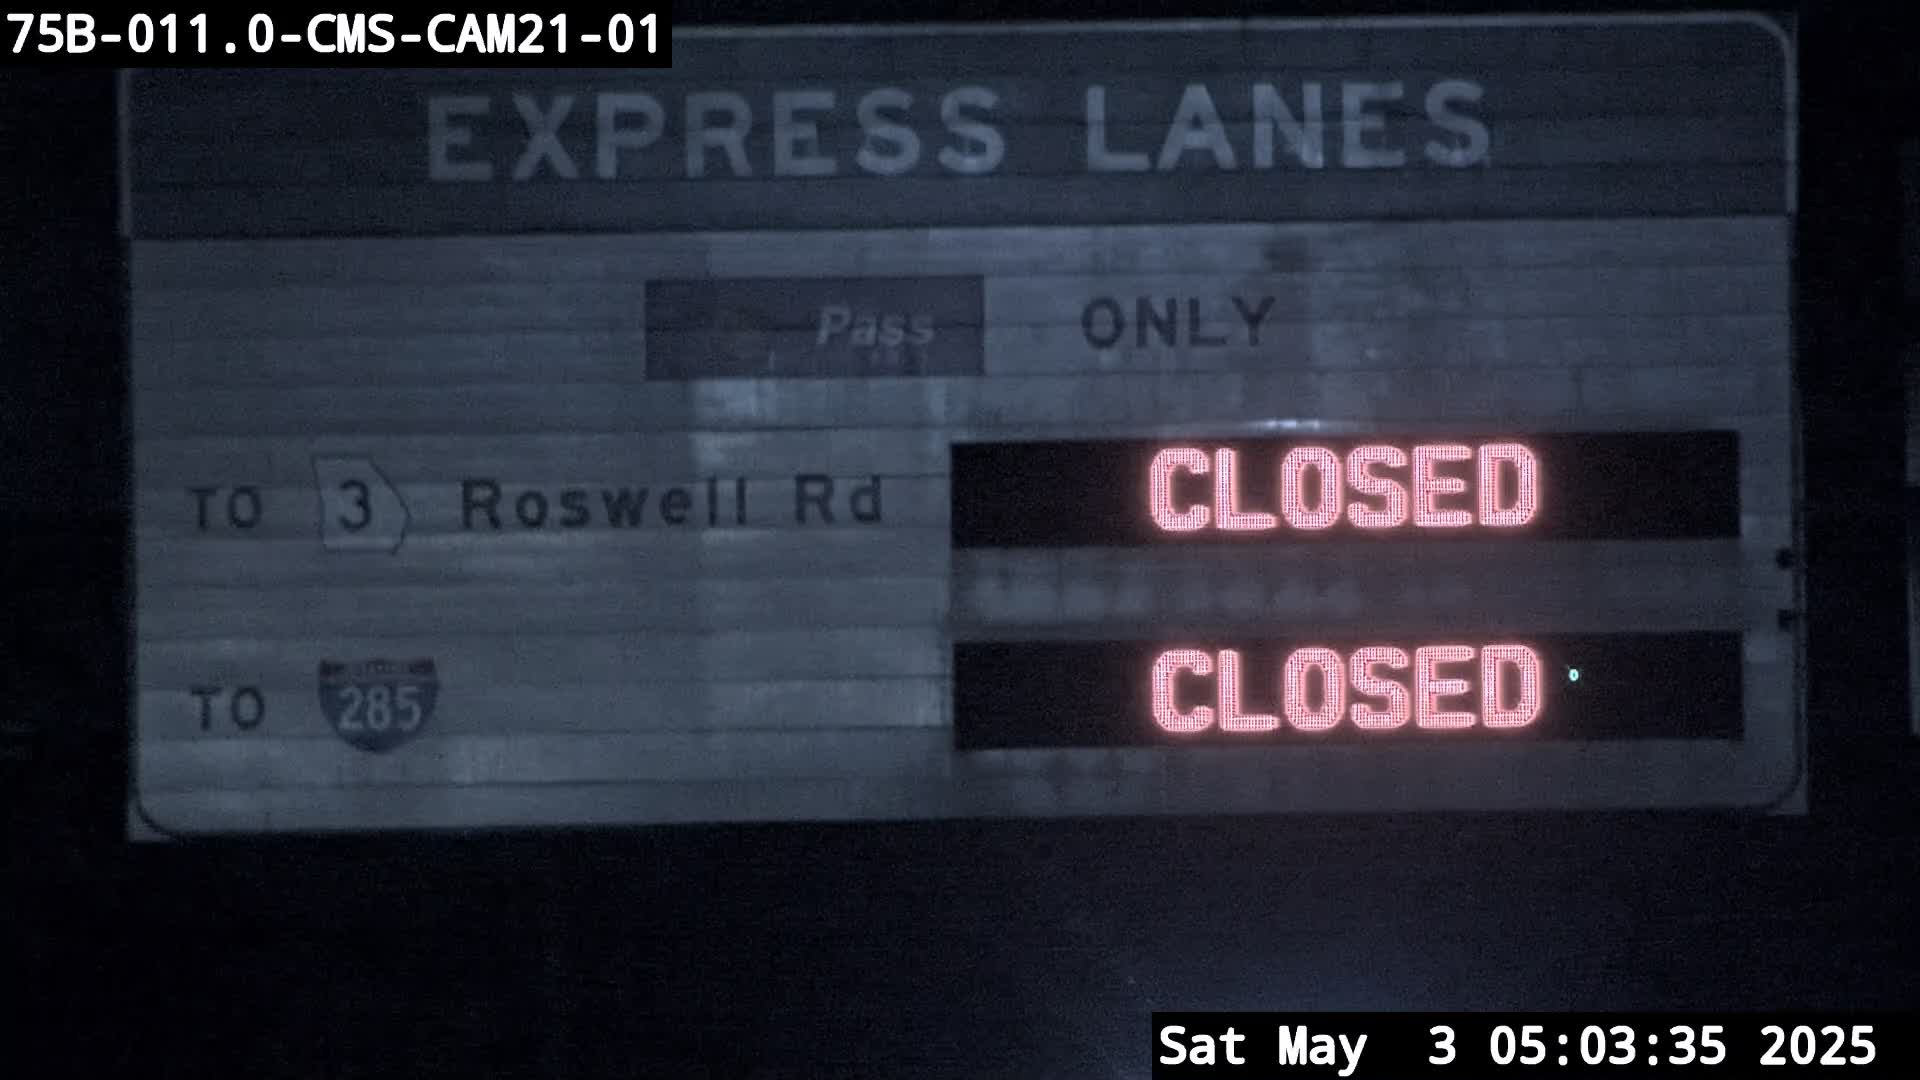 75B-011.0-CMS-CAM21-01
EXPRESS LANES
Pass ONLY
TO 3 Roswell Rd CLOSED
TO 285 CLOSED
Sat May 3 05:03:35 2025